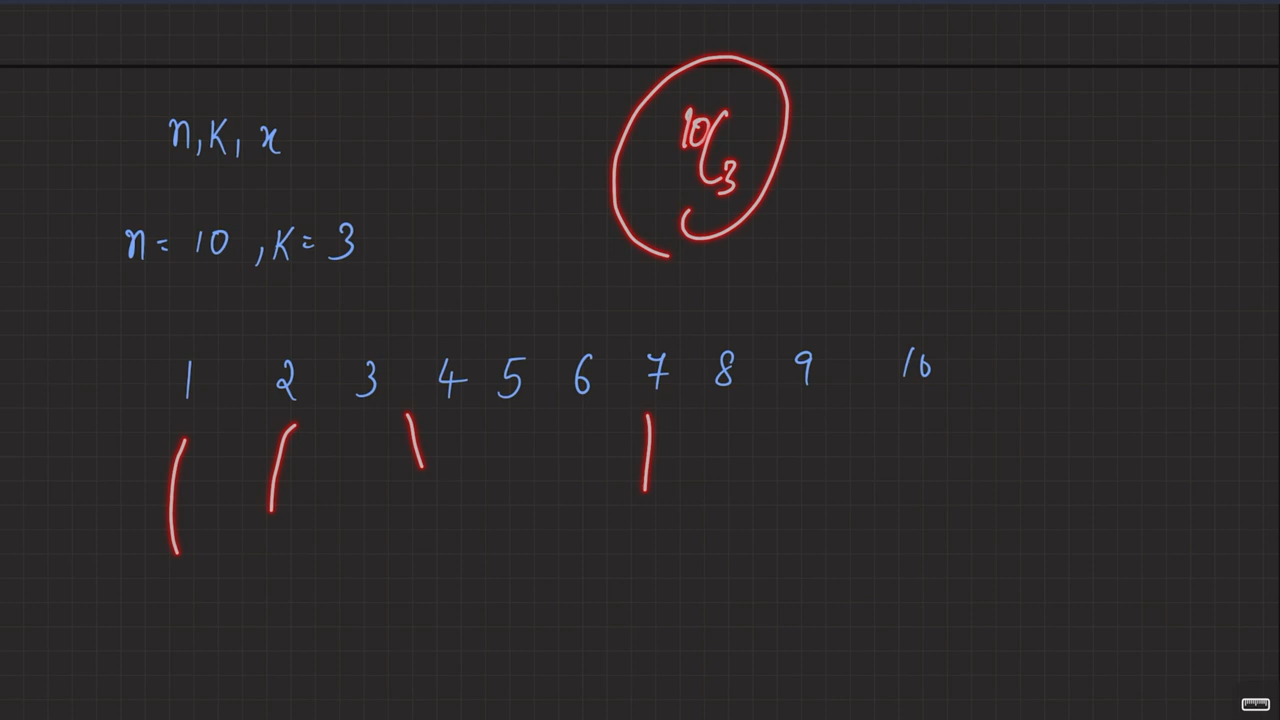 n, K, x
10C3
n = 10 , K = 3
1 2 3 4 5 6 7 8 9 10